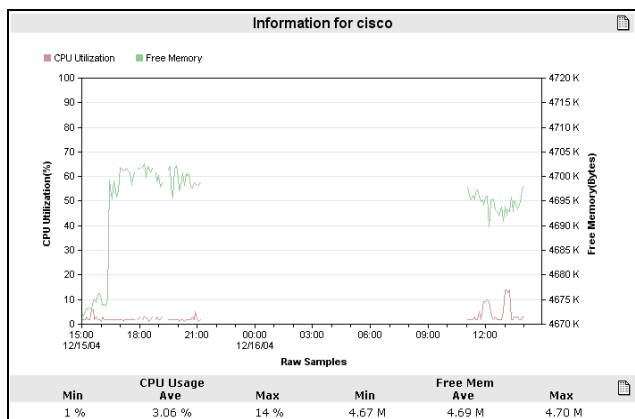 Information for cisco
CPU Utilization Free Memory
100 4720 K
90 4715 K
80 4710 K
70 4705 K
60 4700 K
50 4695 K
40 4690 K
30 4685 K
20 4680 K
10 4675 K
0 4670 K
CPU Utilization(%)
Free Memory(Bytes)
15:00 18:00 21:00 00:00 03:00 06:00 09:00 12:00
12/15/04 12/16/04
Raw Samples
CPU Usage Free Mem
Min Ave Max Min Ave Max
1 % 3.06 % 14 % 4.67 M 4.69 M 4.70 M